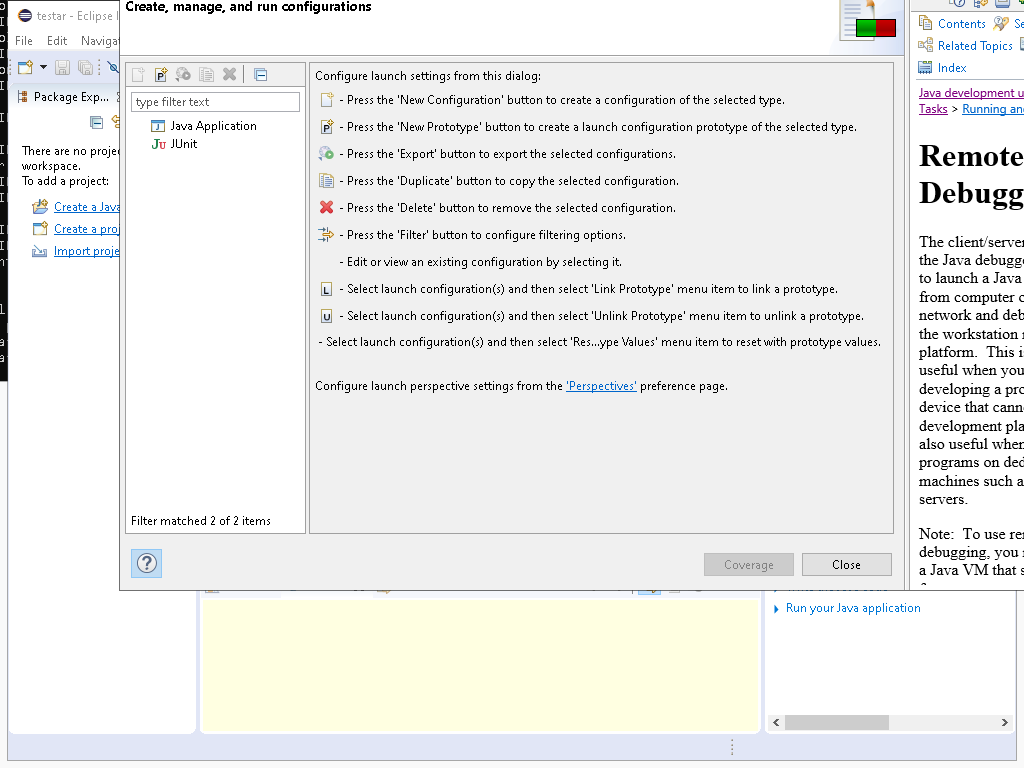 Create, manage, and run configurations
testar - Eclipse I
File Edit Naviga
Package Exp...
There are no proje
workspace.
To add a project:
Create a Java
Create a proj
Import proje
type filter text
Java Application
JUnit
Filter matched 2 of 2 items
Configure launch settings from this dialog:
- Press the 'New Configuration' button to create a configuration of the selected type.
- Press the 'New Prototype' button to create a launch configuration prototype of the selected type.
- Press the 'Export' button to export the selected configurations.
- Press the 'Duplicate' button to copy the selected configuration.
- Press the 'Delete' button to remove the selected configuration.
- Press the 'Filter' button to configure filtering options.
- Edit or view an existing configuration by selecting it.
- Select launch configuration(s) and then select 'Link Prototype' menu item to link a prototype.
- Select launch configuration(s) and then select 'Unlink Prototype' menu item to unlink a prototype.
- Select launch configuration(s) and then select 'Res...ype Values' menu item to reset with prototype values.
Configure launch perspective settings from the 'Perspectives' preference page.
Coverage
Close
Contents Se
Related Topics
Index
Java development u
Tasks > Running and
Remote
Debugg
The client/server
the Java debugge
to launch a Java
from computer o
network and deb
the workstation r
platform. This is
useful when you
developing a pro
device that canno
development pla
also useful when
programs on ded
machines such a
servers.
Note: To use rem
debugging, you m
a Java VM that s
Run your Java application